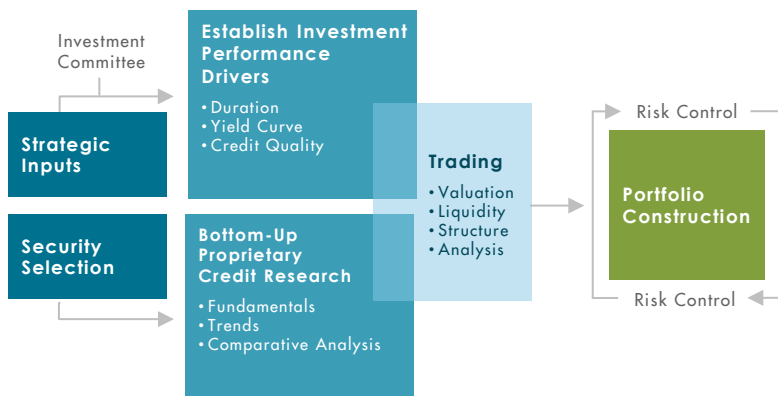 Investment
Committee
Strategic
Inputs
Establish Investment
Performance
Drivers
• Duration
• Yield Curve
• Credit Quality
Security
Selection
Bottom-Up
Proprietary
Credit Research
• Fundamentals
• Trends
• Comparative Analysis
Trading
• Valuation
• Liquidity
• Structure
• Analysis
Risk Control
Portfolio
Construction
Risk Control